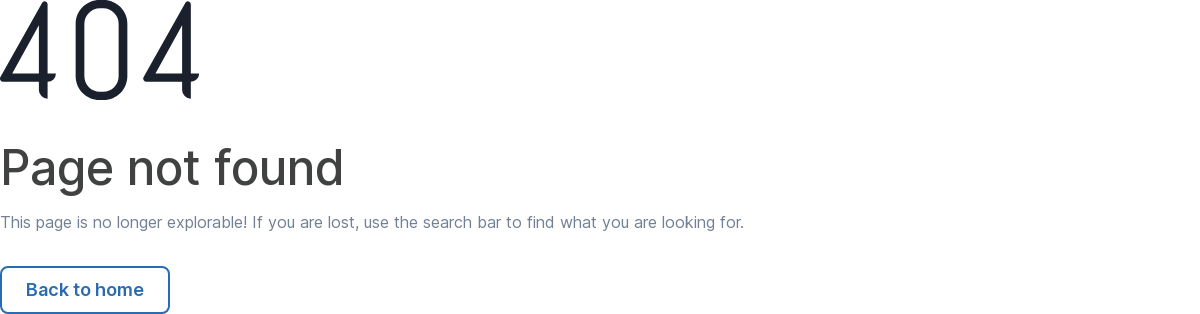 404
Page not found
This page is no longer explorable! If you are lost, use the search bar to find what you are looking for.
Back to home